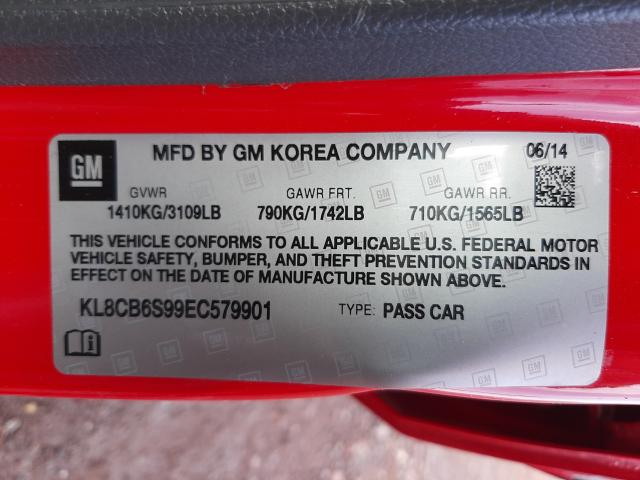 GM MFD BY GM KOREA COMPANY 06/14
GVWR GAWR FRT. GAWR RR.
1410KG/3109LB 790KG/1742LB 710KG/1565LB
THIS VEHICLE CONFORMS TO ALL APPLICABLE U.S. FEDERAL MOTOR
VEHICLE SAFETY, BUMPER, AND THEFT PREVENTION STANDARDS IN
EFFECT ON THE DATE OF MANUFACTURE SHOWN ABOVE.
KL8CB6S99EC579901 TYPE: PASS CAR